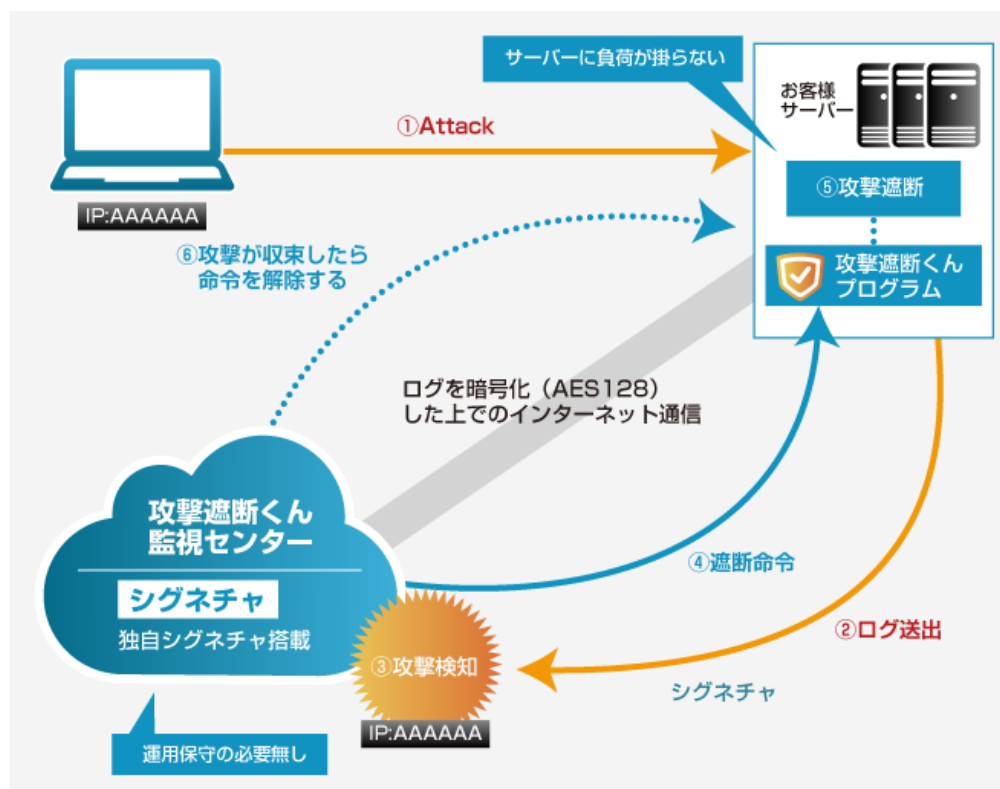 サーバーに負荷が掛らない
お客様
サーバー
①Attack
⑤攻撃遮断
IP:AAAAAA
⑥攻撃が収束したら
命令を解除する
攻撃遮断くん
プログラム
ログを暗号化（AES128）
した上でのインターネット通信
攻撃遮断くん
監視センター
シグネチャ
独自シグネチャ搭載
④遮断命令
②ログ送出
③攻撃検知
シグネチャ
IP:AAAAAA
運用保守の必要無し